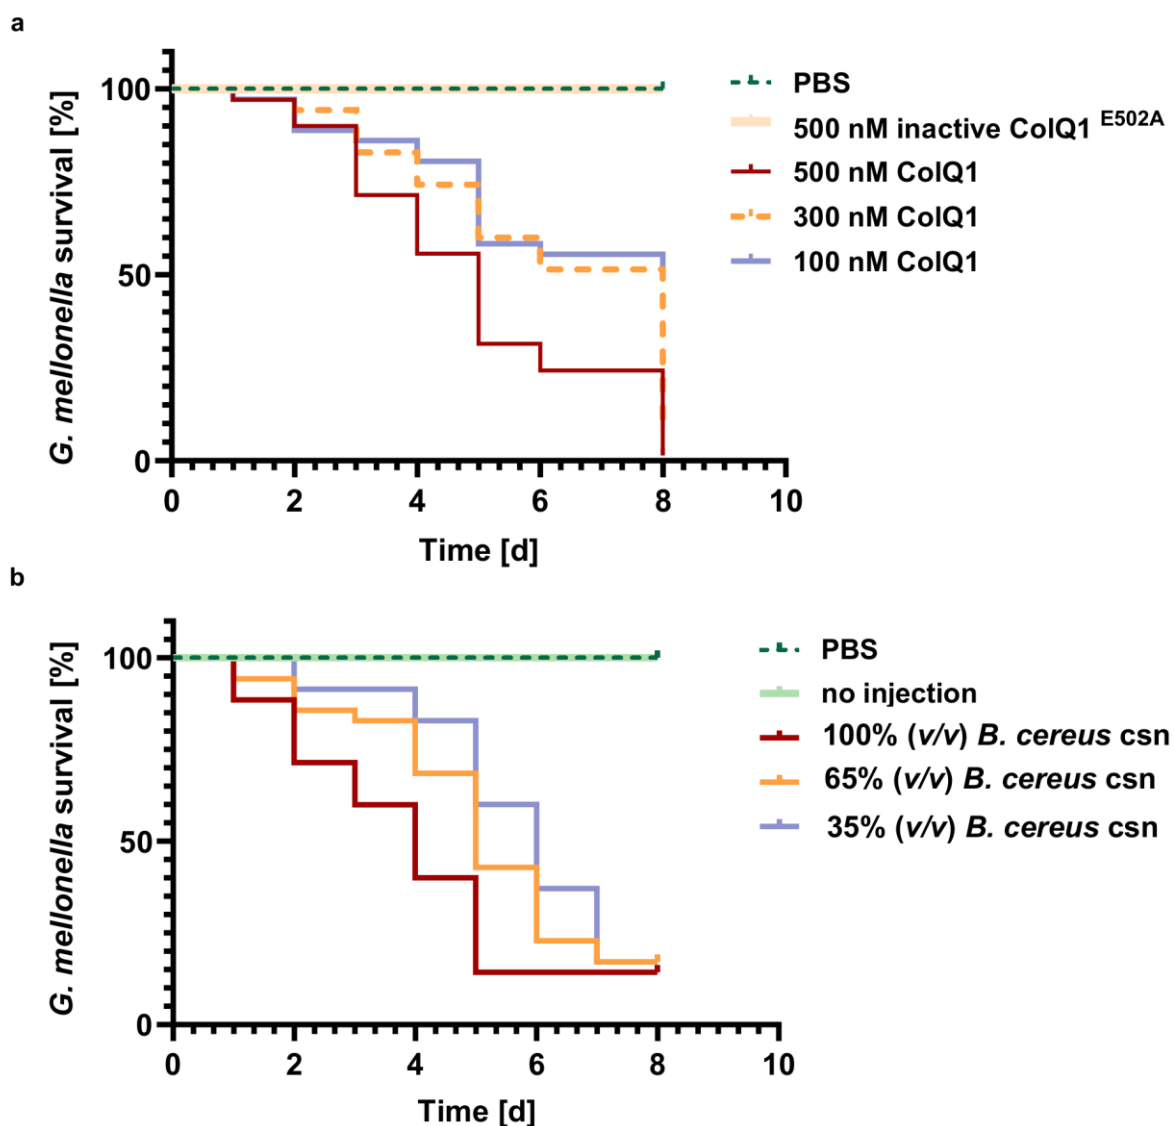 a
G. mellonella survival [%]
100
50
0
0 2 4 6 8 10
Time [d]
PBS
500 nM inactive ColQ1 E502A
500 nM ColQ1
300 nM ColQ1
100 nM ColQ1
b
G. mellonella survival [%]
100
50
0
0 2 4 6 8 10
Time [d]
PBS
no injection
100% (v/v) B. cereus csn
65% (v/v) B. cereus csn
35% (v/v) B. cereus csn